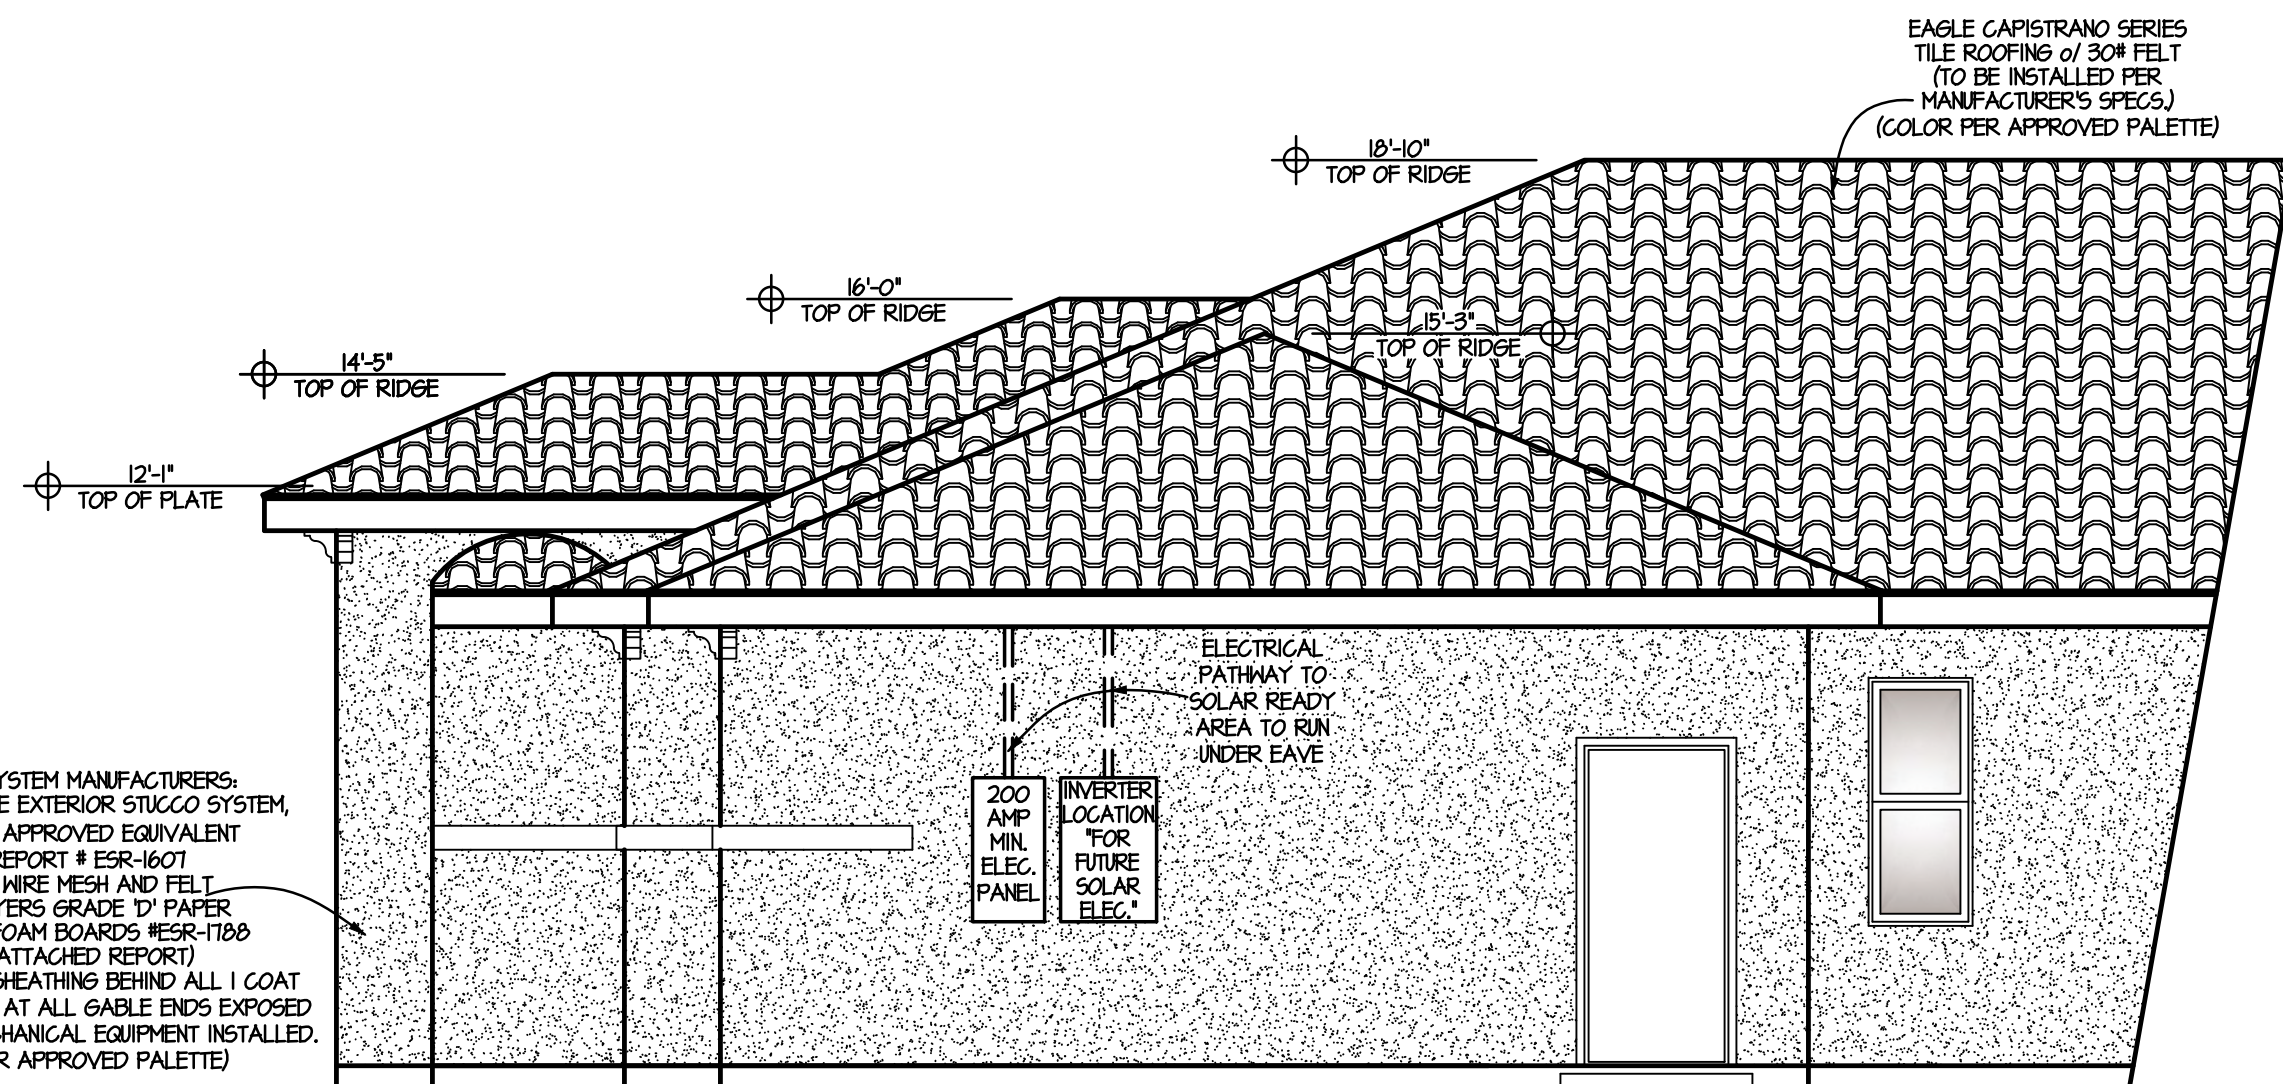 EAGLE CAPISTRANO SERIES
TILE ROOFING o/ 30# FELT
(TO BE INSTALLED PER
MANUFACTURER'S SPECS.)
(COLOR PER APPROVED PALETTE)
18'-10"
TOP OF RIDGE
16'-0"
TOP OF RIDGE
15'-3"
TOP OF RIDGE
14'-5"
TOP OF RIDGE
12'-1"
TOP OF PLATE
ELECTRICAL
PATHWAY TO
SOLAR READY
AREA TO RUN
UNDER EAVE
200
AMP
MIN.
ELEC.
PANEL
INVERTER
LOCATION
"FOR
FUTURE
SOLAR
ELEC."
MANUFACTURERS:
EXTERIOR STUCCO SYSTEM,
APPROVED EQUIVALENT
REPORT # ESR-1607
WIRE MESH AND FELT
GRADE 'D' PAPER
FOAM BOARDS #ESR-1788
ATTACHED REPORT)
SHEATHING BEHIND ALL 1 COAT
AT ALL GABLE ENDS EXPOSED
EQUIPMENT INSTALLED.
APPROVED PALETTE)